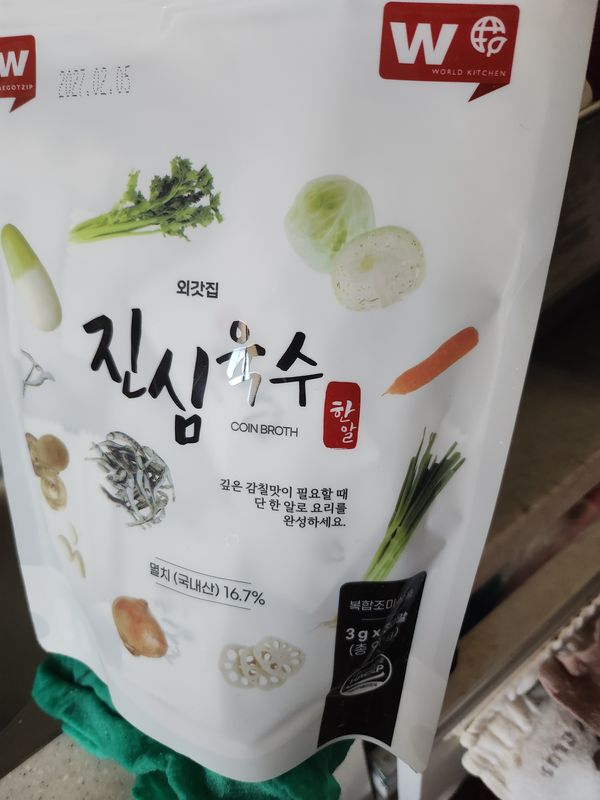 W
WORLD KITCHEN
W
2027.02.05
외갓집
진심육수
한알
COIN BROTH
깊은 감칠맛이 필요할 때
단 한 알로 요리를
완성하세요.
멸치 (국내산) 16.7%
3g x
(총